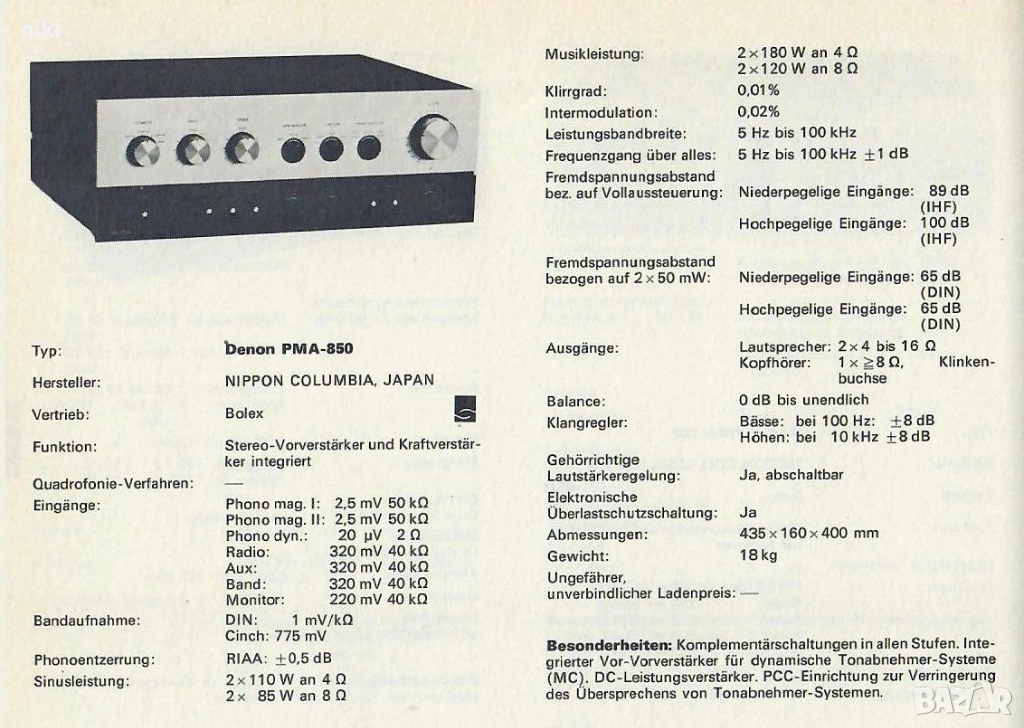 niki
Typ: Denon PMA-850
Hersteller: NIPPON COLUMBIA, JAPAN
Vertrieb: Bolex
Funktion: Stereo-Vorverstärker und Kraftverstär-
ker integriert
Quadrofonie-Verfahren: —
Eingänge: Phono mag. I: 2,5 mV 50 kΩ
Phono mag. II: 2,5 mV 50 kΩ
Phono dyn.: 20 µV 2 Ω
Radio: 320 mV 40 kΩ
Aux: 320 mV 40 kΩ
Band: 320 mV 40 kΩ
Monitor: 220 mV 40 kΩ
Bandaufnahme: DIN: 1 mV/kΩ
Cinch: 775 mV
Phonoentzerrung: RIAA: ±0,5 dB
Sinusleistung: 2×110 W an 4 Ω
2× 85 W an 8 Ω
Musikleistung: 2×180 W an 4 Ω
2×120 W an 8 Ω
Klirrgrad: 0,01%
Intermodulation: 0,02%
Leistungsbandbreite: 5 Hz bis 100 kHz
Frequenzgang über alles: 5 Hz bis 100 kHz ±1 dB
Fremdspannungsabstand
bez. auf Vollaussteuerung: Niederpegelige Eingänge: 89 dB
(IHF)
Hochpegelige Eingänge: 100 dB
(IHF)
Fremdspannungsabstand
bezogen auf 2×50 mW: Niederpegelige Eingänge: 65 dB
(DIN)
Hochpegelige Eingänge: 65 dB
(DIN)
Ausgänge: Lautsprecher: 2×4 bis 16 Ω
Kopfhörer: 1×≧8 Ω, Klinken-
buchse
Balance: 0 dB bis unendlich
Klangregler: Bässe: bei 100 Hz: ±8 dB
Höhen: bei 10 kHz ±8 dB
Gehörrichtige
Lautstärkeregelung: Ja, abschaltbar
Elektronische
Überlastschutzschaltung: Ja
Abmessungen: 435×160×400 mm
Gewicht: 18 kg
Ungefährer,
unverbindlicher Ladenpreis: —
Besonderheiten: Komplementärschaltungen in allen Stufen. Inte-
grierter Vor-Vorverstärker für dynamische Tonabnehmer-Systeme
(MC). DC-Leistungsverstärker. PCC-Einrichtung zur Verringerung
des Übersprechens von Tonabnehmer-Systemen.
BAZAR